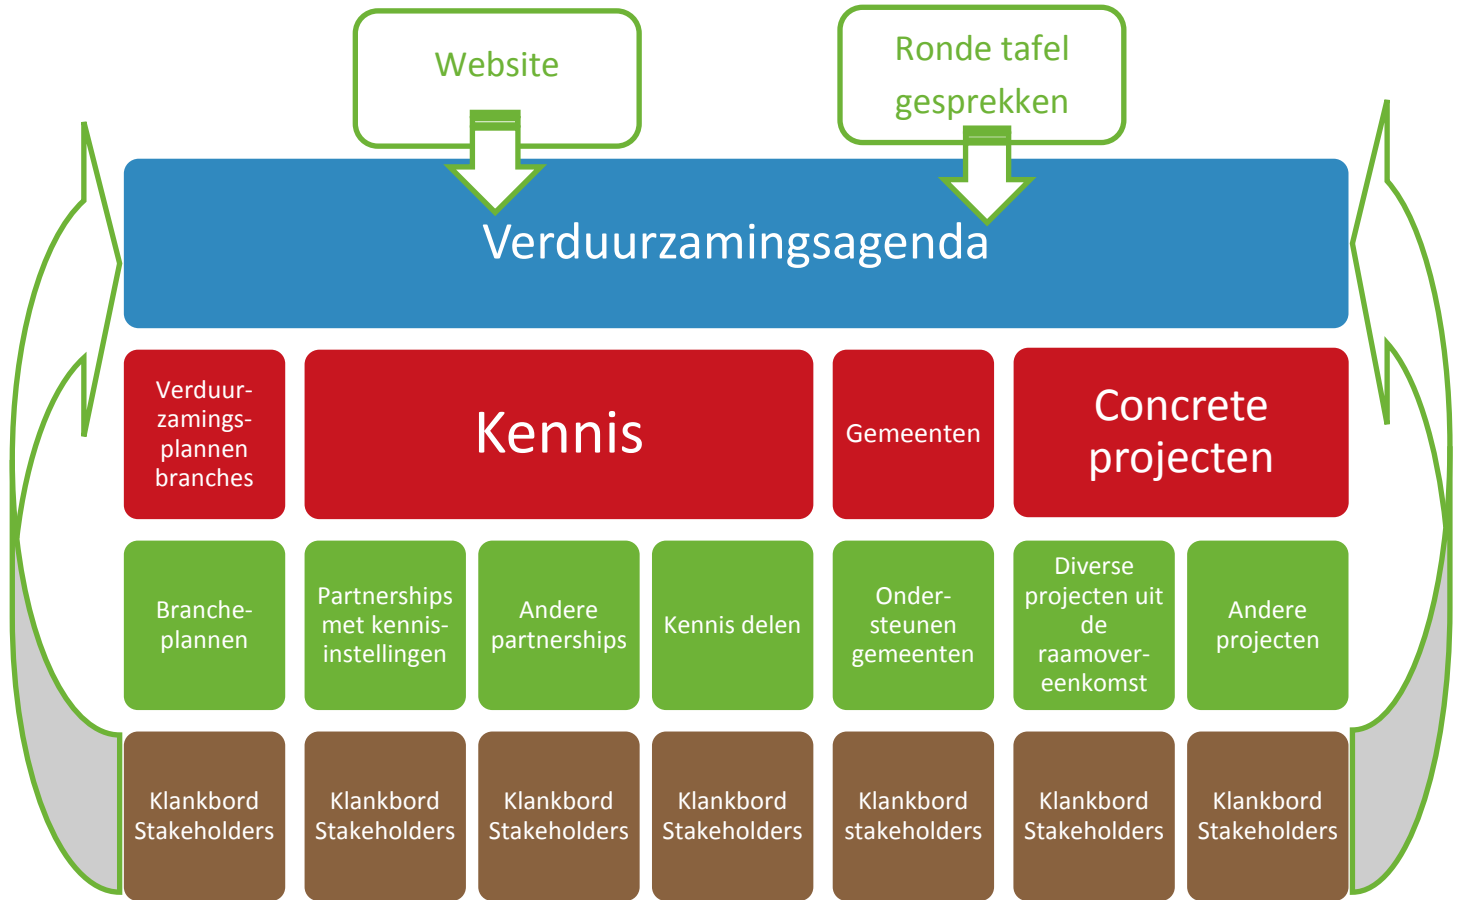 Website
Ronde tafel
gesprekken
Verduurzamingsagenda
Verduur-
zamings-
plannen
branches
Kennis
Gemeenten
Concrete
projecten
Branche-
plannen
Partnerships
met kennis-
instellingen
Andere
partnerships
Kennis delen
Onder-
steunen
gemeenten
Diverse
projecten uit
de
raamover-
eenkomst
Andere
projecten
Klankbord
Stakeholders
Klankbord
Stakeholders
Klankbord
Stakeholders
Klankbord
Stakeholders
Klankbord
stakeholders
Klankbord
Stakeholders
Klankbord
Stakeholders